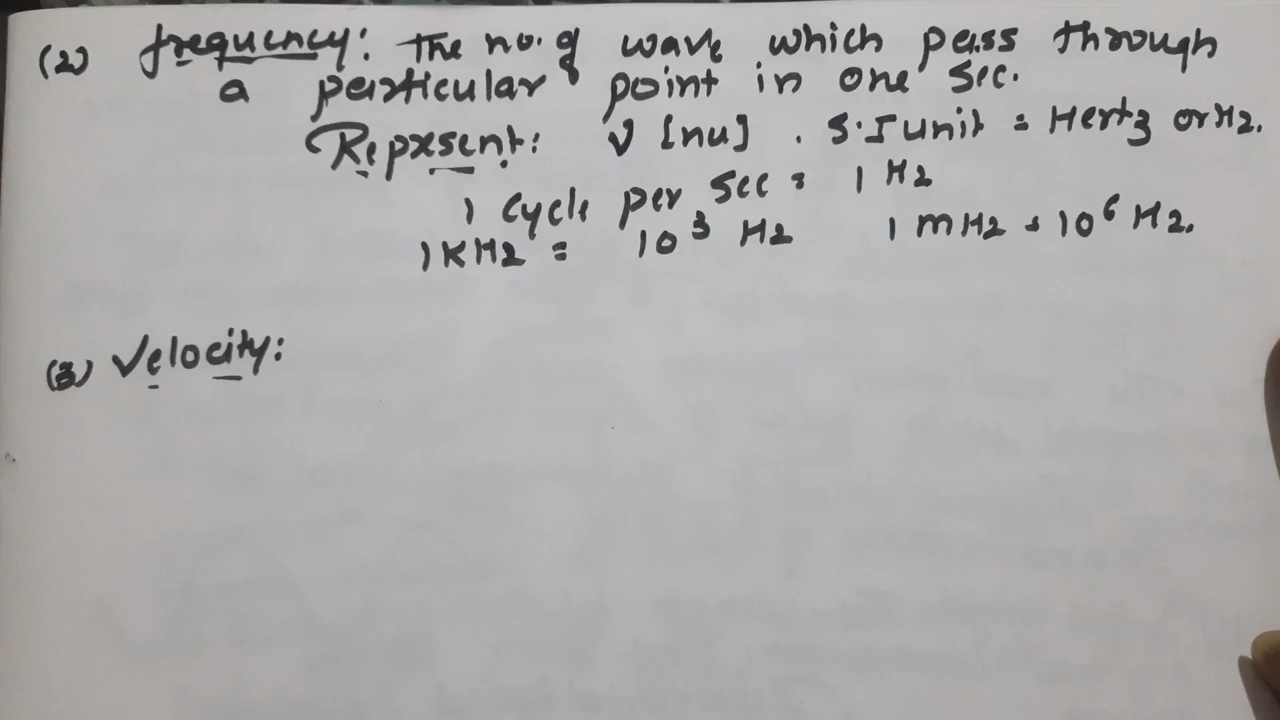 (2) frequency: The no. of wave which pass through
a particular point in one sec.
Represent: ν [nu] . S.I unit = Hertz or Hz.
1 cycle per sec = 1 Hz
1 KHz = 10³ Hz 1 mHz = 10⁶ Hz.
(3) Velocity: